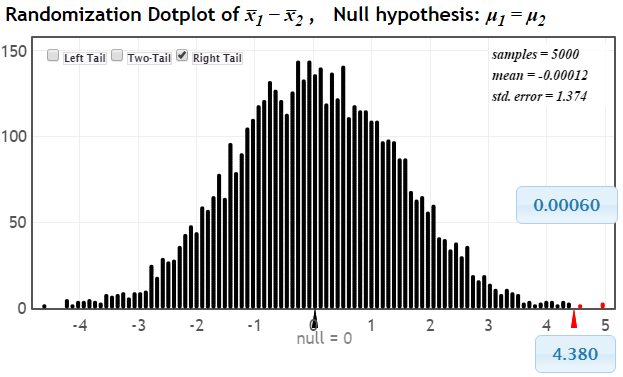 Randomization Dotplot of x̄₁ − x̄₂ , Null hypothesis: μ₁ = μ₂
150
Left Tail Two-Tail Right Tail
samples = 5000
mean = -0.00012
std. error = 1.374
100
0.00060
50
0
-4 -3 -2 -1 0 1 2 3 4 5
null = 0
4.380